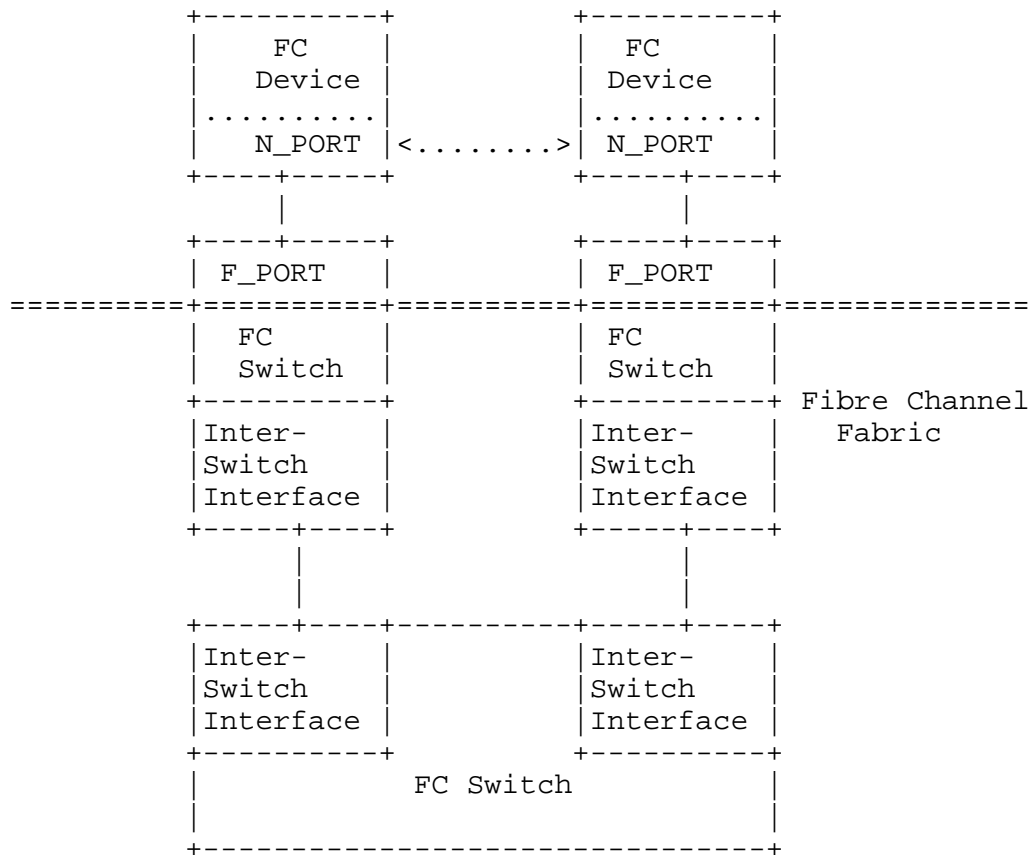 FC FC
Device Device
N_PORT <........> N_PORT
F_PORT F_PORT
FC FC
Switch Switch
Fibre Channel
Inter- Inter- Fabric
Switch Switch
Interface Interface
Inter- Inter-
Switch Switch
Interface Interface
FC Switch